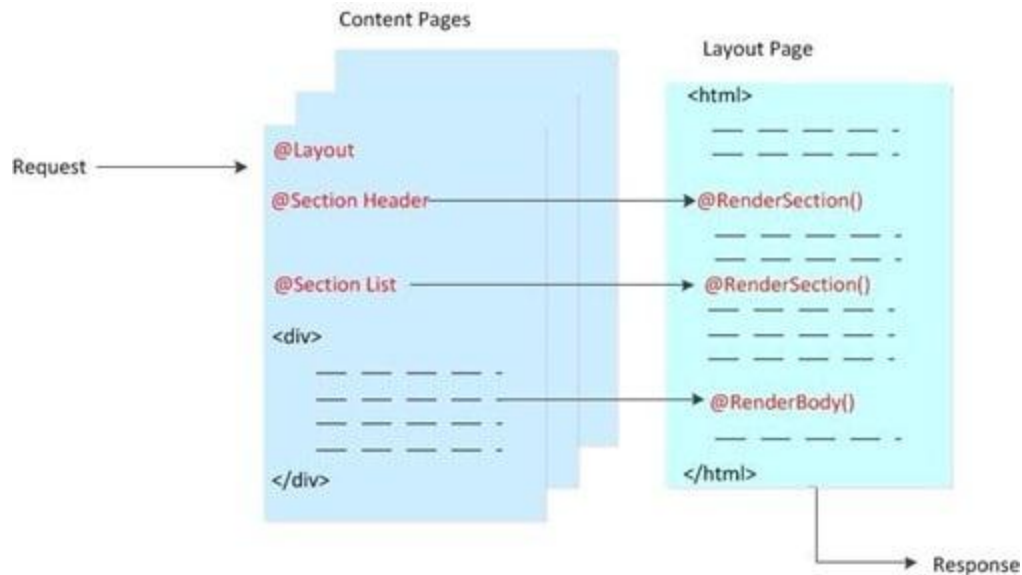 Content Pages
Layout Page
Request
@Layout
@Section Header
@Section List
<div>
</div>
<html>
@RenderSection()
@RenderSection()
@RenderBody()
</html>
Response